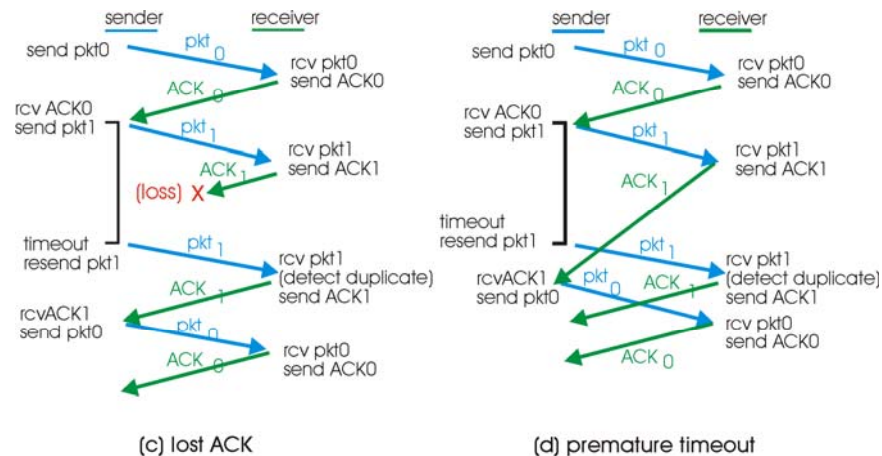 sender
receiver
send pkt0
pkt 0
rcv pkt0
send ACK0
ACK 0
rcv ACK0
send pkt1
pkt 1
rcv pkt1
send ACK1
ACK 1
(loss) X
timeout
resend pkt1
pkt 1
rcv pkt1
(detect duplicate)
send ACK1
ACK 1
rcvACK1
send pkt0
pkt 0
rcv pkt0
send ACK0
ACK 0
(c) lost ACK
sender
receiver
send pkt0
pkt 0
rcv pkt0
send ACK0
ACK 0
rcv ACK0
send pkt1
pkt 1
rcv pkt1
send ACK1
ACK 1
timeout
resend pkt1
pkt 1
rcv pkt1
(detect duplicate)
send ACK1
rcvACK1
send pkt0
pkt 0
ACK 1
rcv pkt0
send ACK0
ACK 0
(d) premature timeout